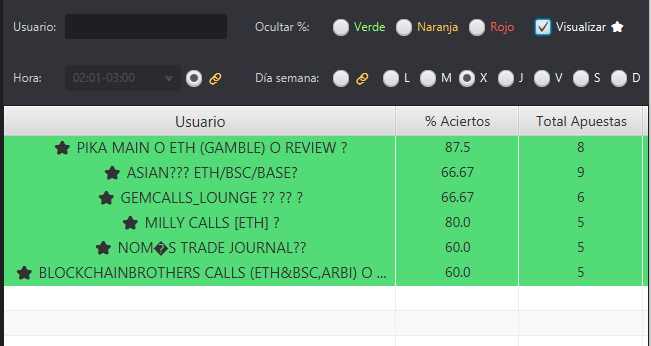 Usuario: Ocultar %: Verde Naranja Rojo Visualizar
Hora: 02:01-03:00 Día semana: L M X J V S D
Usuario % Aciertos Total Apuestas
PIKA MAIN O ETH (GAMBLE) O REVIEW ? 87.5 8
ASIAN??? ETH/BSC/BASE? 66.67 9
GEMCALLS_LOUNGE ?? ?? ? 66.67 6
MILLY CALLS [ETH] ? 80.0 5
NOM�S TRADE JOURNAL?? 60.0 5
BLOCKCHAINBROTHERS CALLS (ETH&BSC,ARBI) O ... 60.0 5